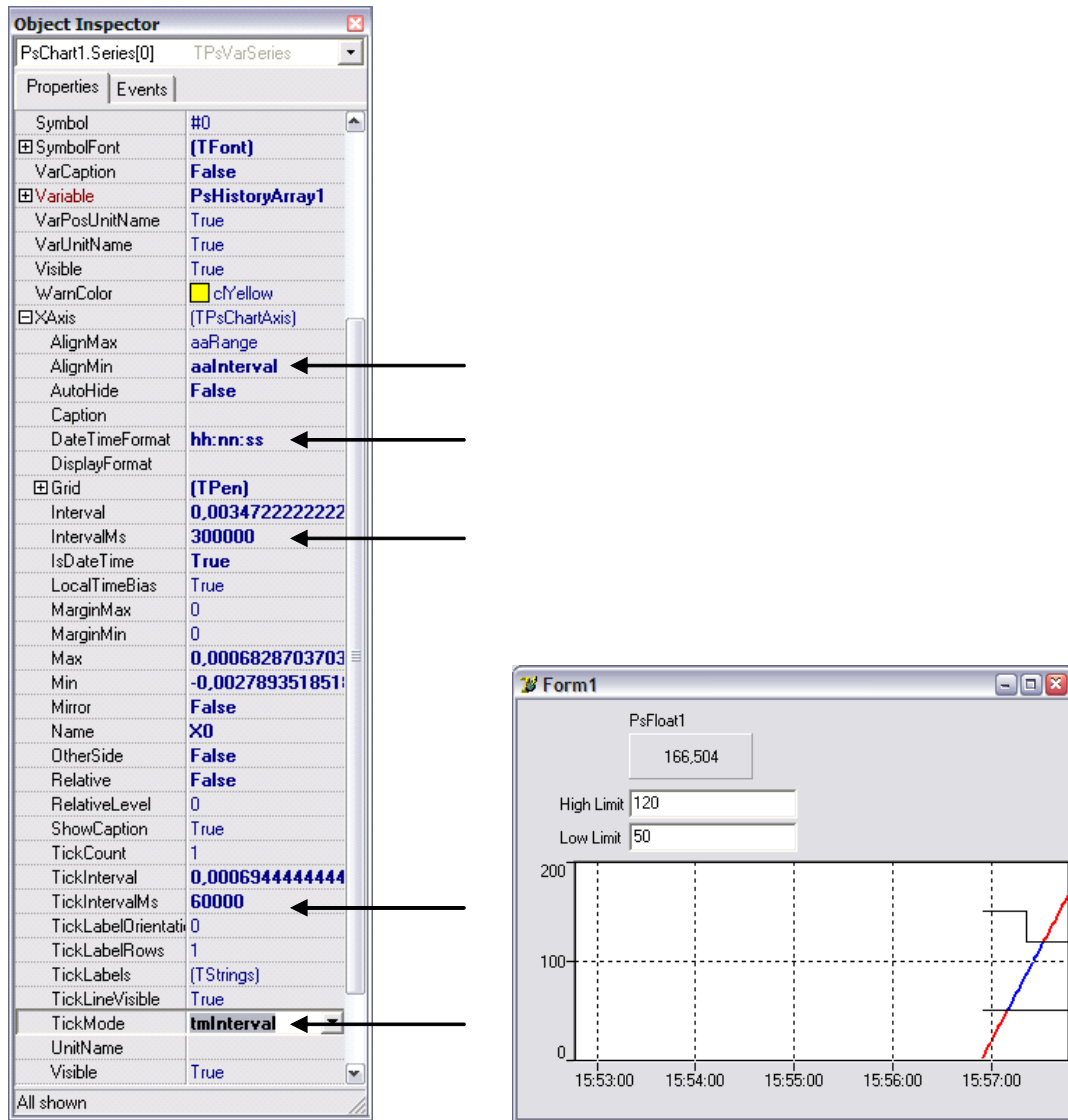 Object Inspector
PsChart1.Series[0] TPsVarSeries
Properties Events
Symbol #0
SymbolFont (TFont)
VarCaption False
Variable PsHistoryArray1
VarPosUnitName True
VarUnitName True
Visible True
WarnColor clYellow
XAxis (TPsChartAxis)
AlignMax aaRange
AlignMin aaInterval
AutoHide False
Caption
DateTimeFormat hh:nn:ss
DisplayFormat
Grid (TPen)
Interval 0,0034722222222
IntervalMs 300000
IsDateTime True
LocalTimeBias True
MarginMax 0
MarginMin 0
Max 0,0006828703703
Min -0,002789351851
Mirror False
Name X0
OtherSide False
Relative False
RelativeLevel 0
ShowCaption True
TickCount 1
TickInterval 0,0006944444444
TickIntervalMs 60000
TickLabelOrientati 0
TickLabelRows 1
TickLabels (TStrings)
TickLineVisible True
TickMode tmInterval
UnitName
Visible True
All shown
Form1
PsFloat1
166,504
High Limit 120
Low Limit 50
200
100
0
15:53:00 15:54:00 15:55:00 15:56:00 15:57:00